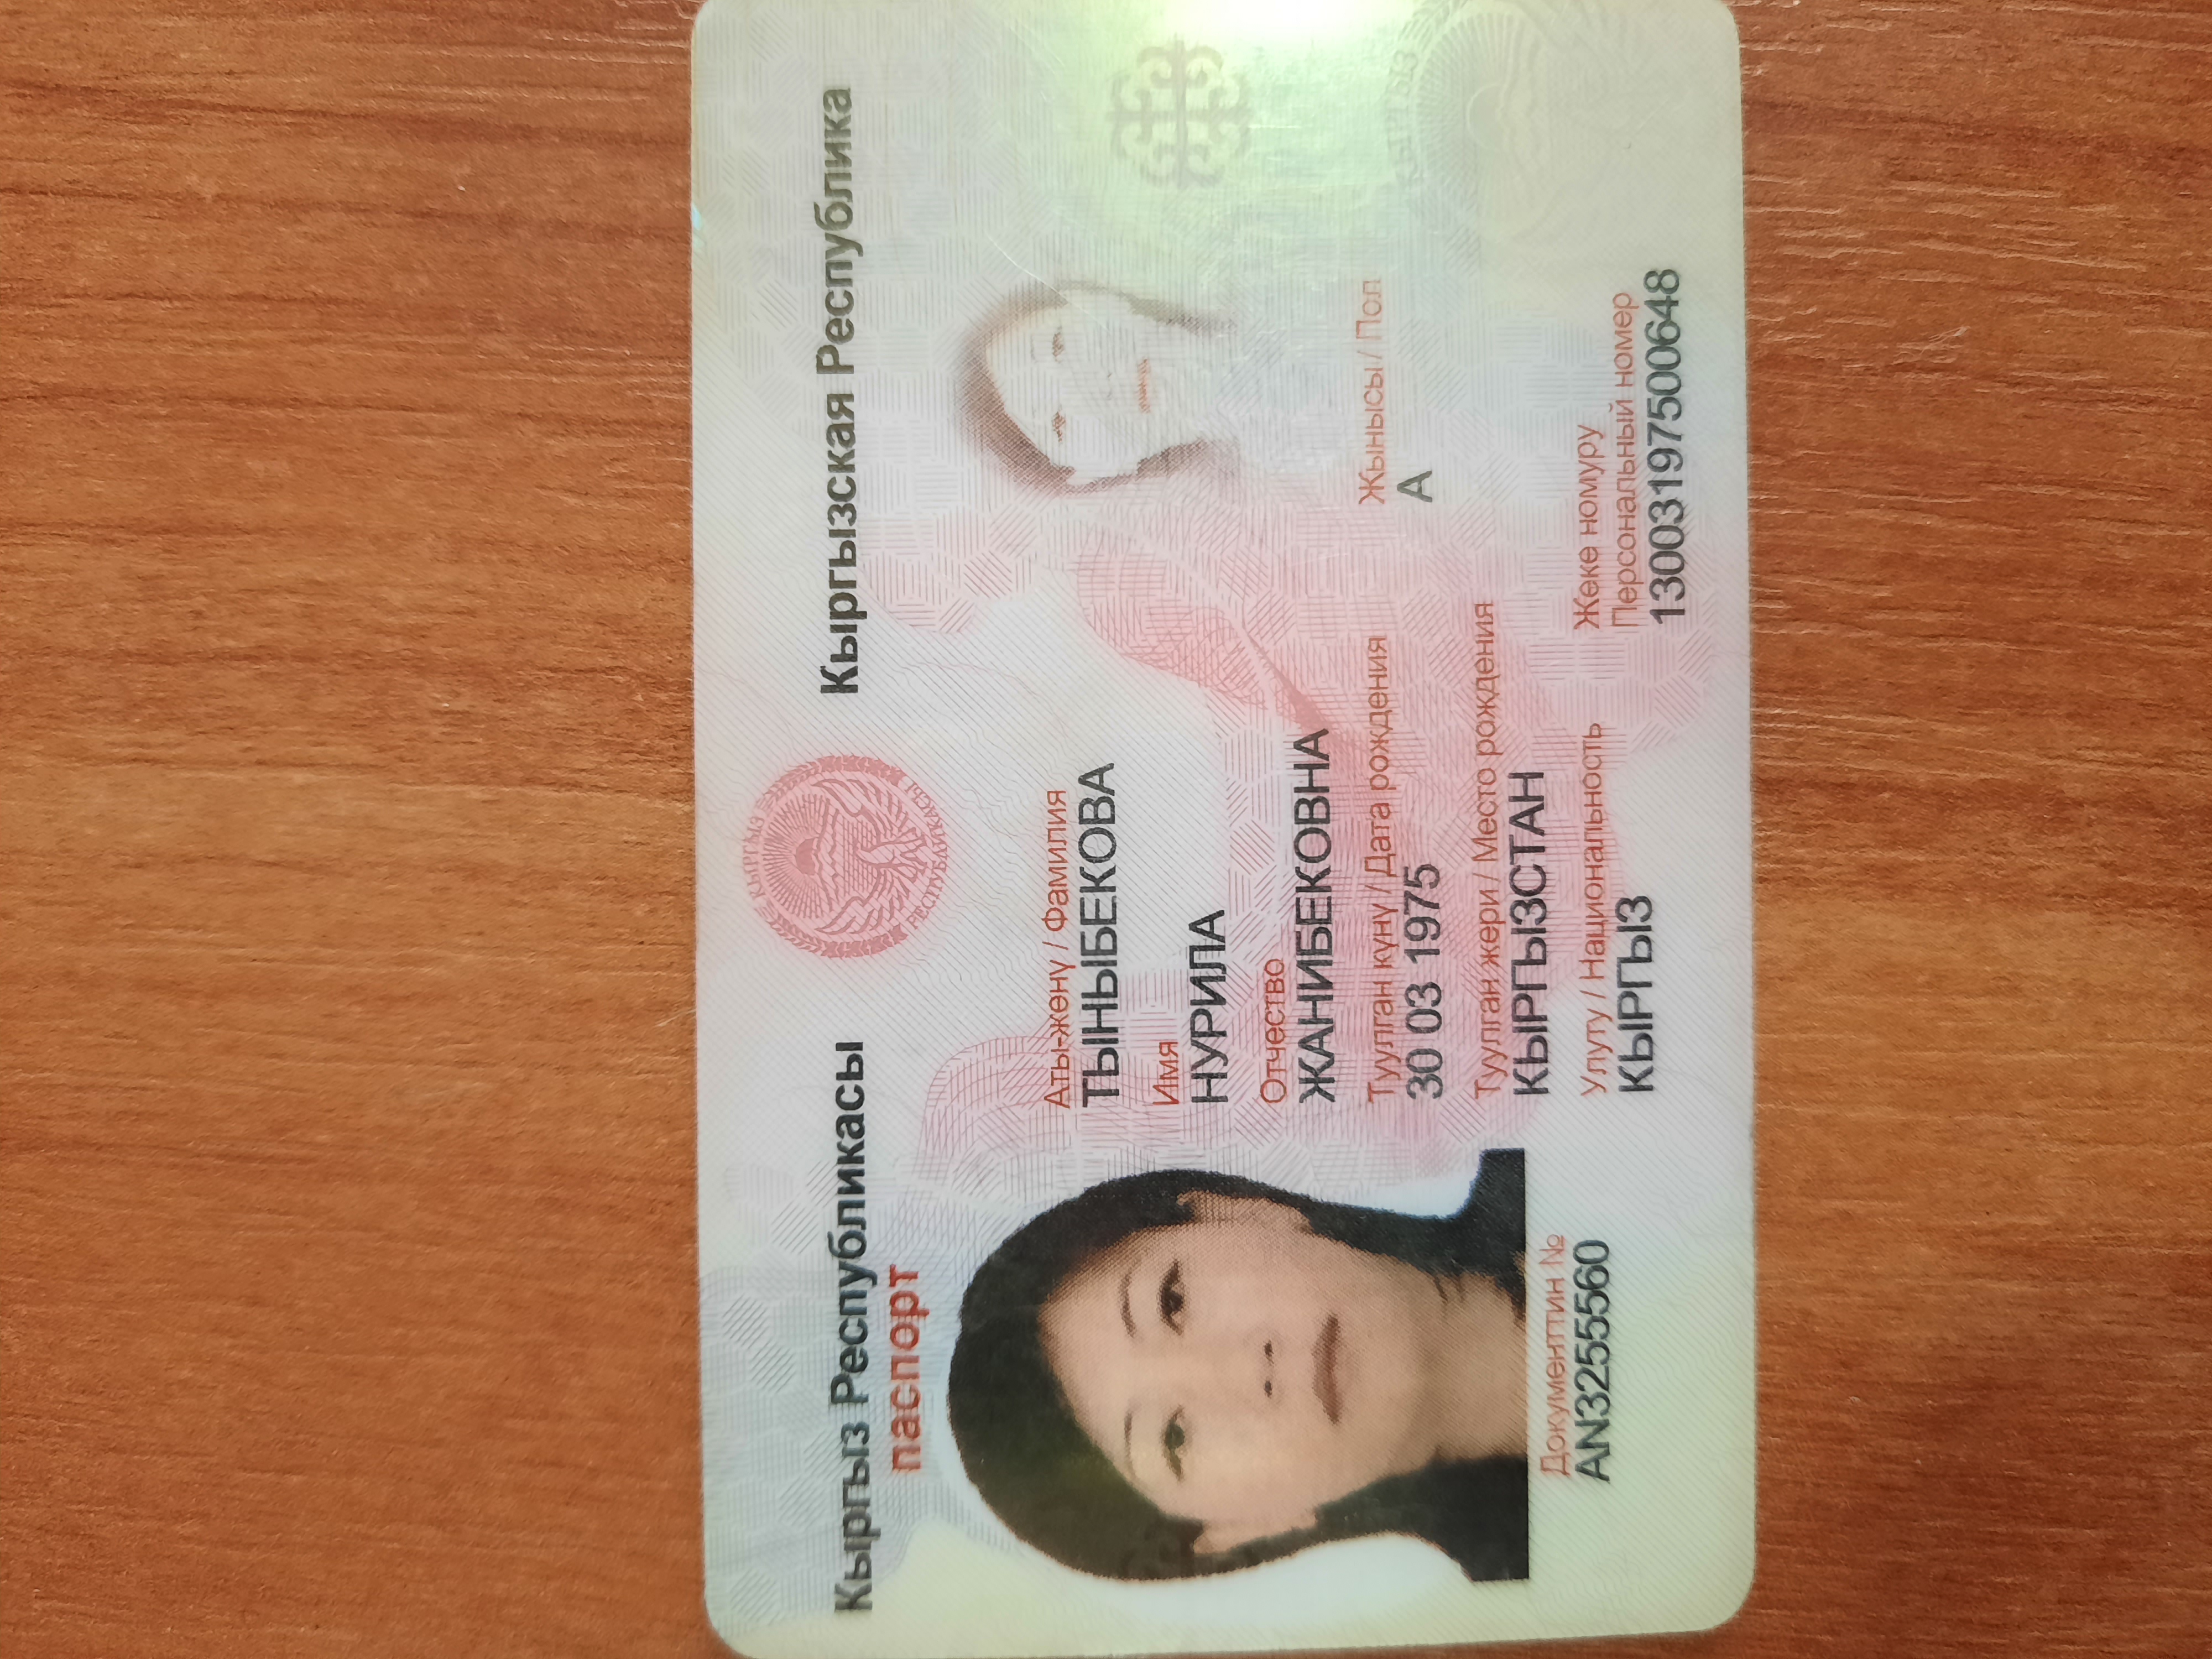 Кыргыз Республикасы Кыргызская Республика
паспорт
КЫРГЫЗ РЕСПУБЛИКАСЫ
Аты-жөнү / Фамилия
ТЫНЫБЕКОВА
Имя
НУРИЛА
Отчество
ЖАНИБЕКОВНА
Туулган күнү / Дата рождения Жынысы / Пол
30 03 1975 А
Туулган жери / Место рождения
КЫРГЫЗСТАН
Улуту / Национальность
КЫРГЫЗ
Жеке номуру
Персональный номер
13003197500648
Документтин №
AN3255560
КЫРГЫЗ